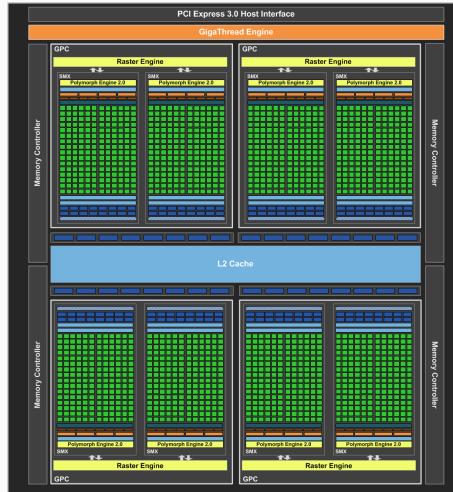 PCI Express 3.0 Host Interface
GigaThread Engine
GPC
GPC
Raster Engine
Raster Engine
SMX
SMX
SMX
SMX
Polymorph Engine 2.0
Polymorph Engine 2.0
Polymorph Engine 2.0
Polymorph Engine 2.0
Memory Controller
Memory Controller
L2 Cache
Memory Controller
Memory Controller
Polymorph Engine 2.0
Polymorph Engine 2.0
Polymorph Engine 2.0
Polymorph Engine 2.0
SMX
SMX
SMX
SMX
Raster Engine
Raster Engine
GPC
GPC